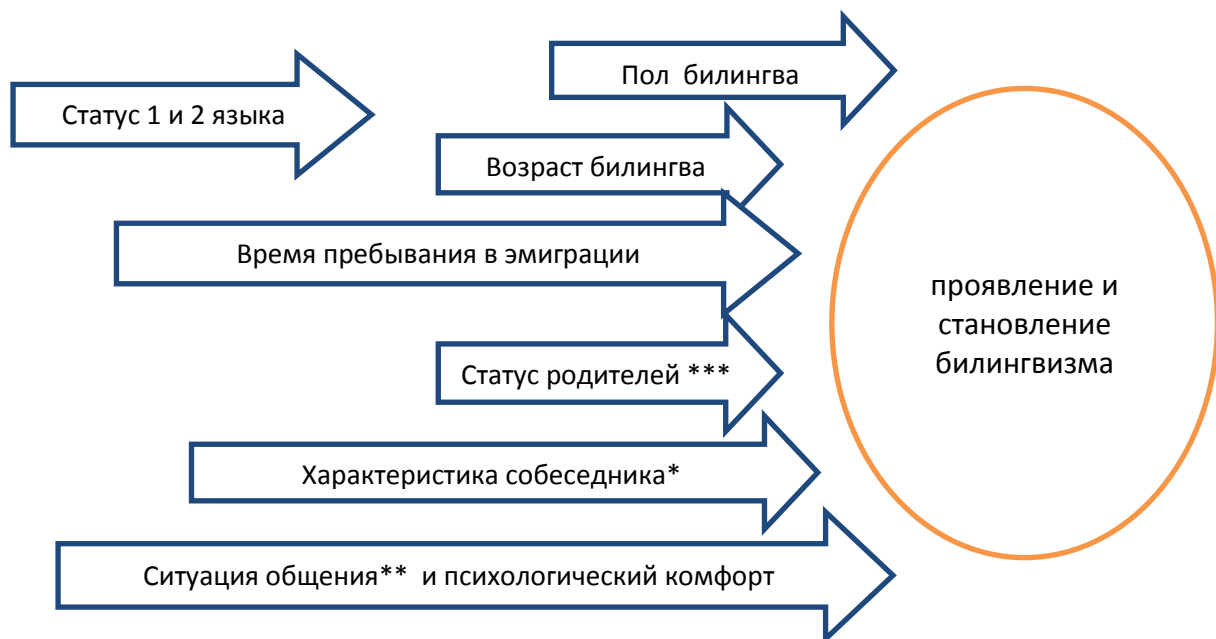 Пол билингва
Статус 1 и 2 языка
Возраст билингва
Время пребывания в эмиграции
Статус родителей ***
Характеристика собеседника*
Ситуация общения** и психологический комфорт
проявление и
становление
билингвизма